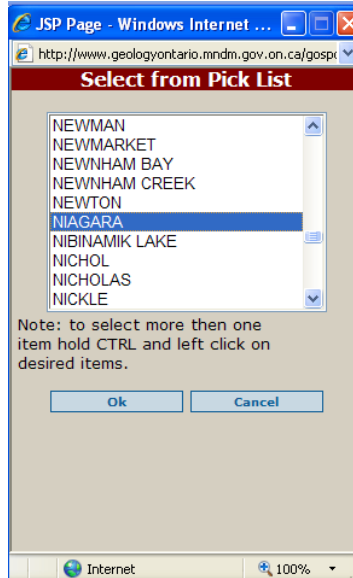 JSP Page - Windows Internet ...
http://www.geologyontario.mndm.gov.on.ca/gosp
Select from Pick List
NEWMAN
NEWMARKET
NEWNHAM BAY
NEWNHAM CREEK
NEWTON
NIAGARA
NIBINAMIK LAKE
NICHOL
NICHOLAS
NICKLE
Note: to select more then one
item hold CTRL and left click on
desired items.
Ok Cancel
Internet 100%